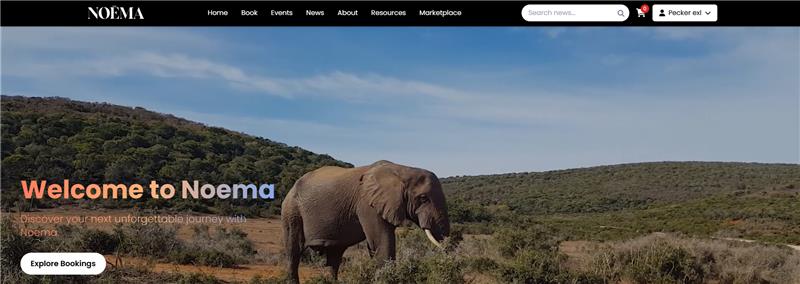 NOĒMA
Home Book Events News About Resources Marketplace
Search news...
0
Pecker exl
Welcome to Noema
Discover your next unforgettable journey with
Noema.
Explore Bookings